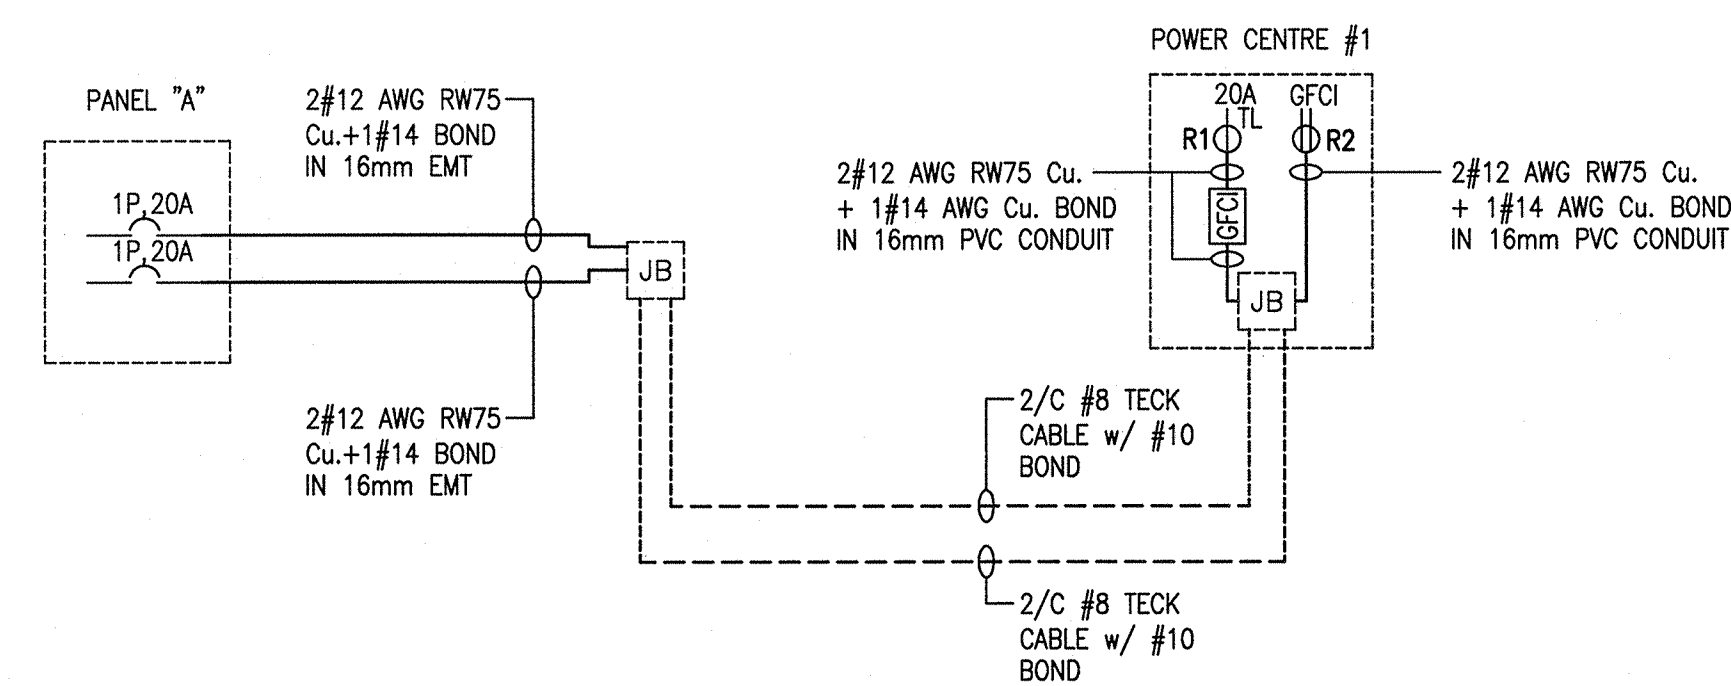 POWER CENTRE #1
PANEL "A"
2#12 AWG RW75
Cu.+1#14 BOND
IN 16mm EMT
1P,20A
1P,20A
JB
2#12 AWG RW75
Cu.+1#14 BOND
IN 16mm EMT
20A
TL
GFCI
R1
R2
GFCI
JB
2#12 AWG RW75 Cu.
+ 1#14 AWG Cu. BOND
IN 16mm PVC CONDUIT
2#12 AWG RW75 Cu.
+ 1#14 AWG Cu. BOND
IN 16mm PVC CONDUIT
2/C #8 TECK
CABLE w/ #10
BOND
2/C #8 TECK
CABLE w/ #10
BOND